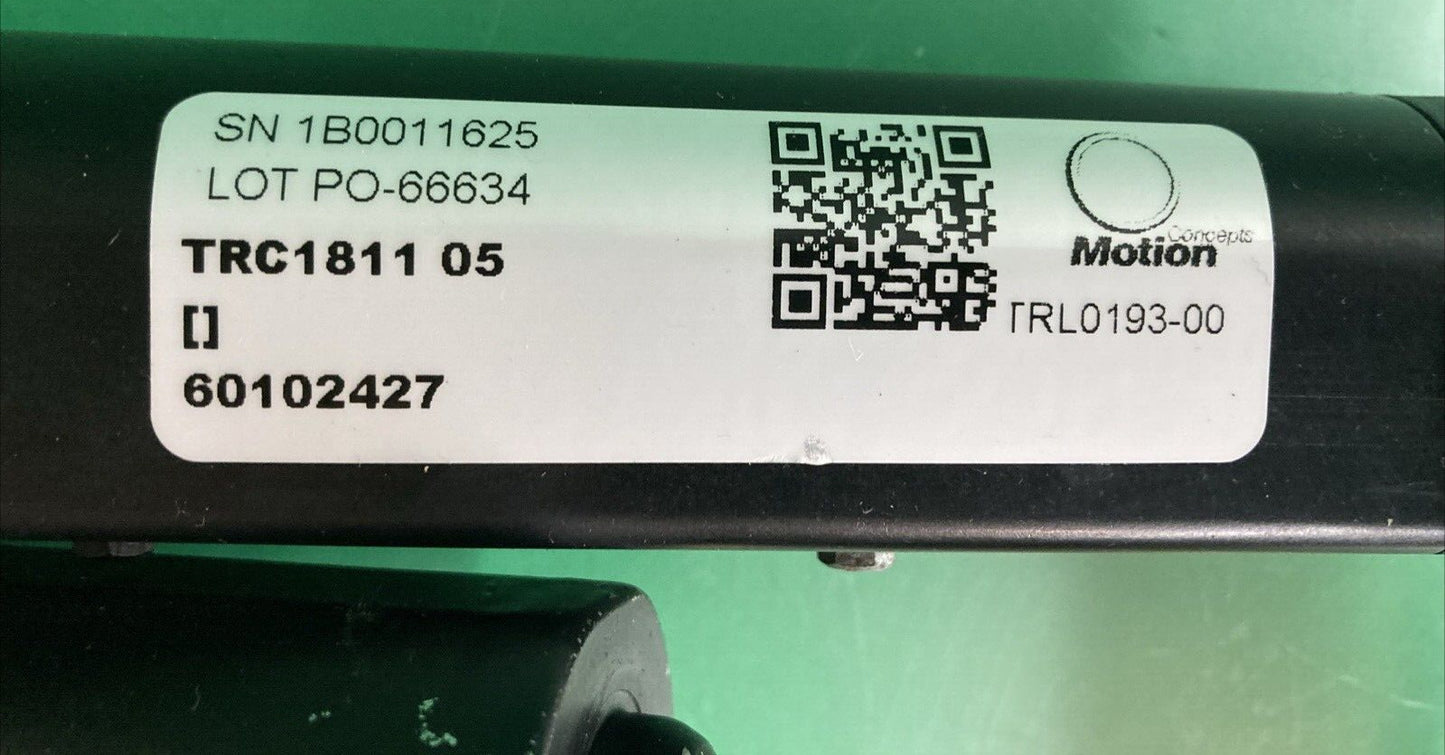 SN 1B0011625
LOT PO-66634
TRC1811 05
[]
60102427
Concepts
Motion
TRL0193-00